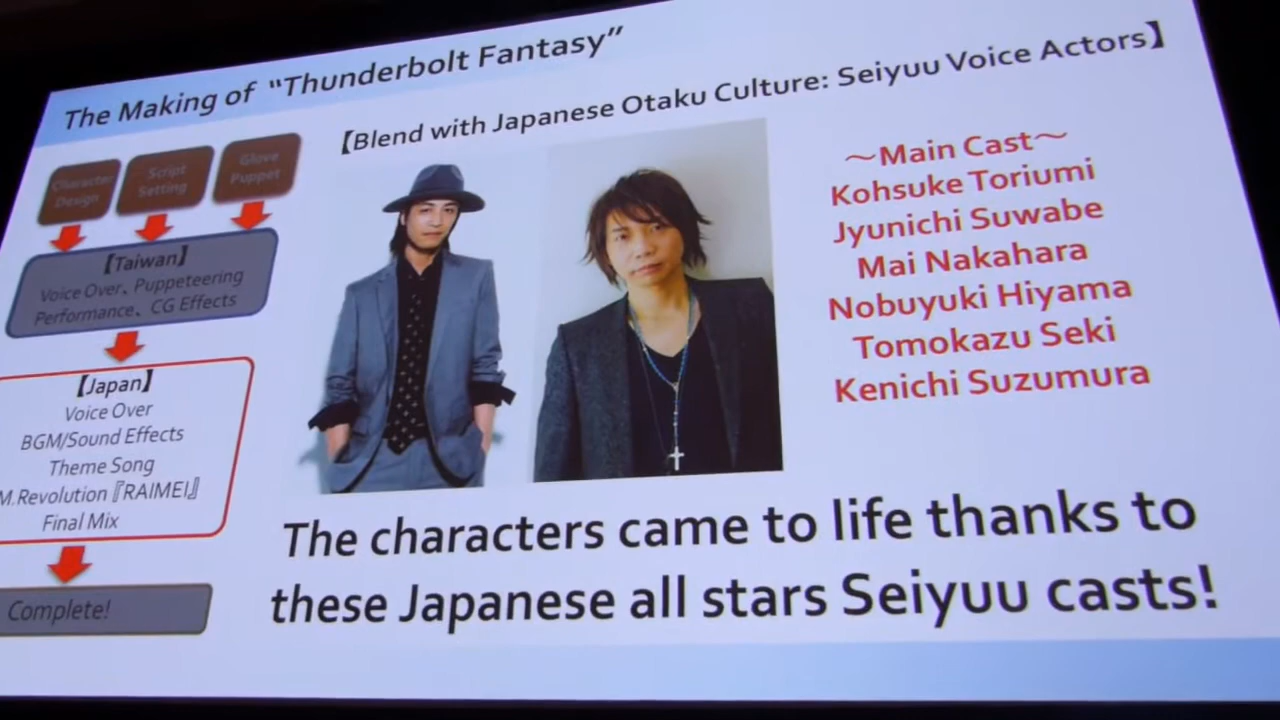 The Making of “Thunderbolt Fantasy”
【Blend with Japanese Otaku Culture: Seiyuu Voice Actors】
Character
Design
Script
Setting
Glove
Puppet
【Taiwan】
Voice Over、Puppeteering
Performance、CG Effects
【Japan】
Voice Over
BGM/Sound Effects
Theme Song
M.Revolution『RAIMEI』
Final Mix
Complete!
～Main Cast～
Kohsuke Toriumi
Jyunichi Suwabe
Mai Nakahara
Nobuyuki Hiyama
Tomokazu Seki
Kenichi Suzumura
The characters came to life thanks to
these Japanese all stars Seiyuu casts!